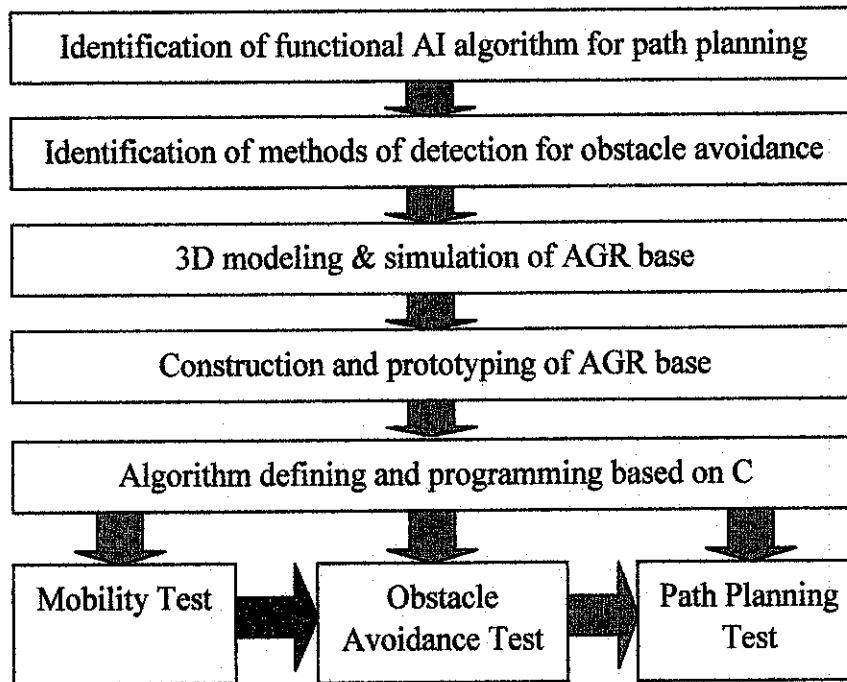 Identification of functional AI algorithm for path planning
Identification of methods of detection for obstacle avoidance
3D modeling & simulation of AGR base
Construction and prototyping of AGR base
Algorithm defining and programming based on C
Mobility Test
Obstacle
Avoidance Test
Path Planning
Test